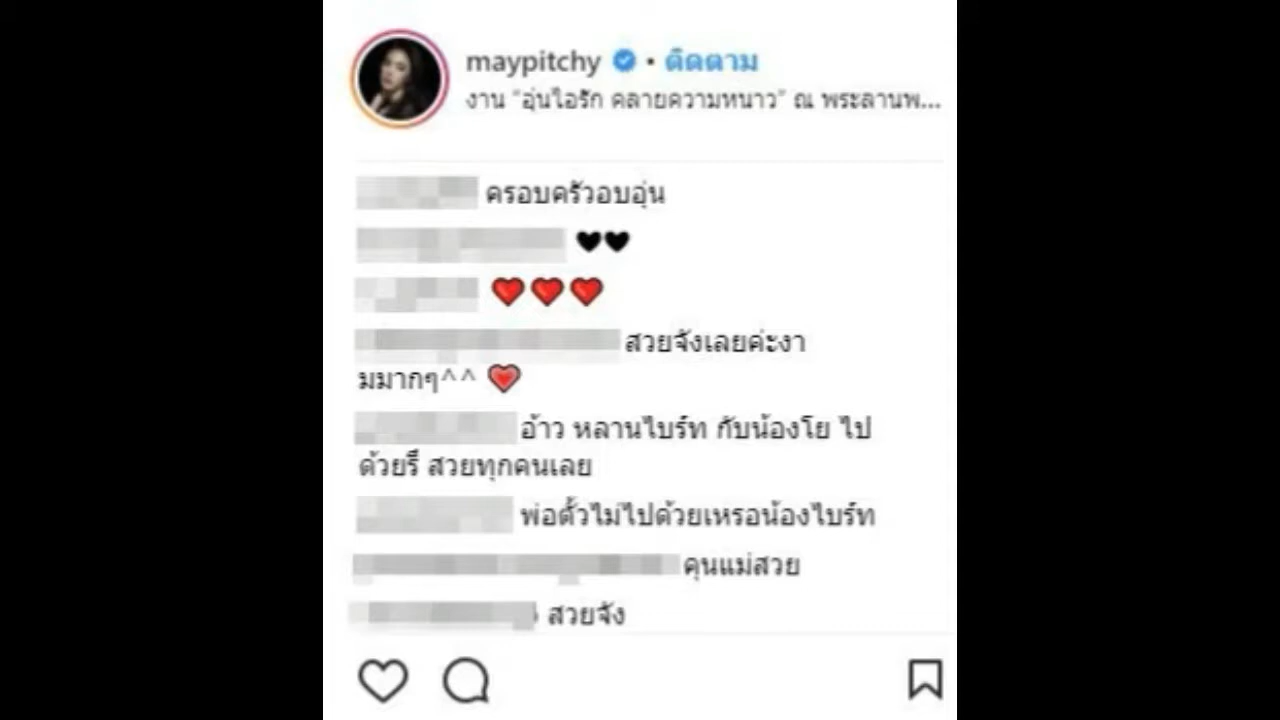 maypitchy • ติดตาม
งาน "อุ่นไอรัก คลายความหนาว" ณ พระลานพ...
ครอบครัวอบอุ่น
🖤🖤
❤️❤️❤️
สวยจังเลยค่ะงา
มมากๆ^^ ❤️
อ้าว หลานไบร์ท กับน้องโย ไป
ด้วยรึ สวยทุกคนเลย
พ่อตั้วไม่ไปด้วยเหรอน้องไบร์ท
คุนแม่สวย
สวยจัง